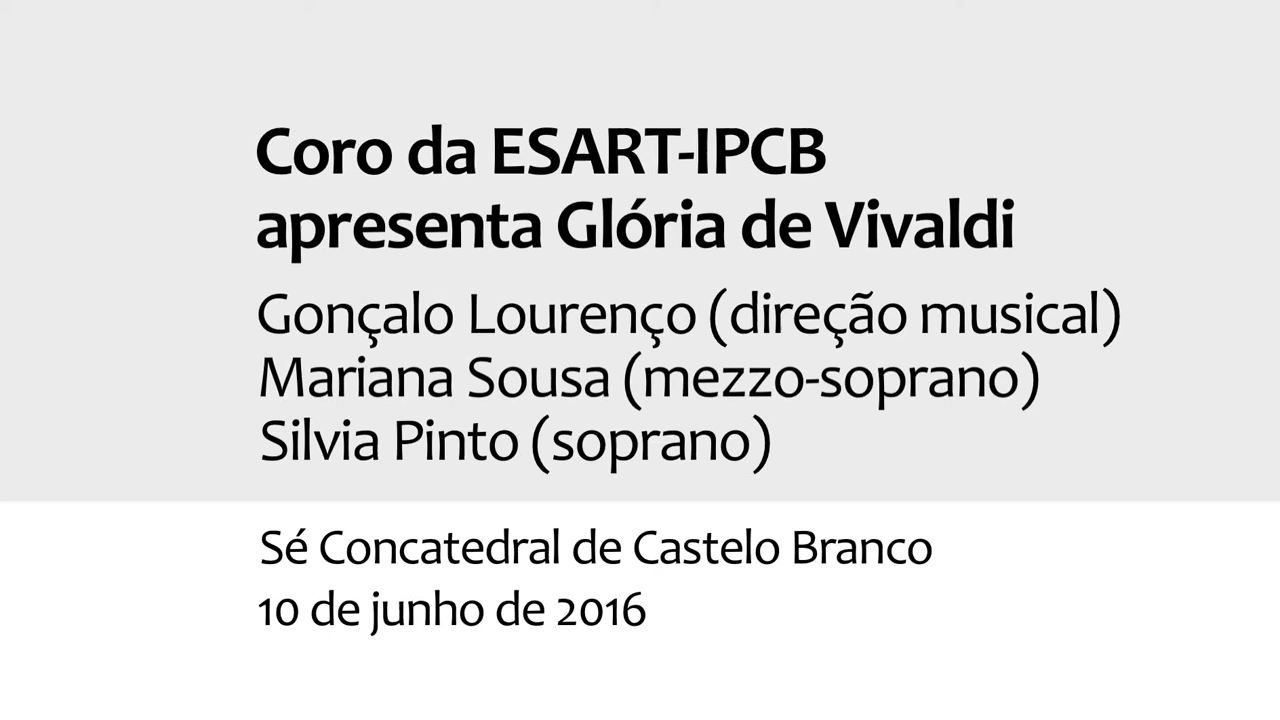 Coro da ESART-IPCB
apresenta Glória de Vivaldi
Gonçalo Lourenço (direção musical)
Mariana Sousa (mezzo-soprano)
Silvia Pinto (soprano)
Sé Concatedral de Castelo Branco
10 de junho de 2016